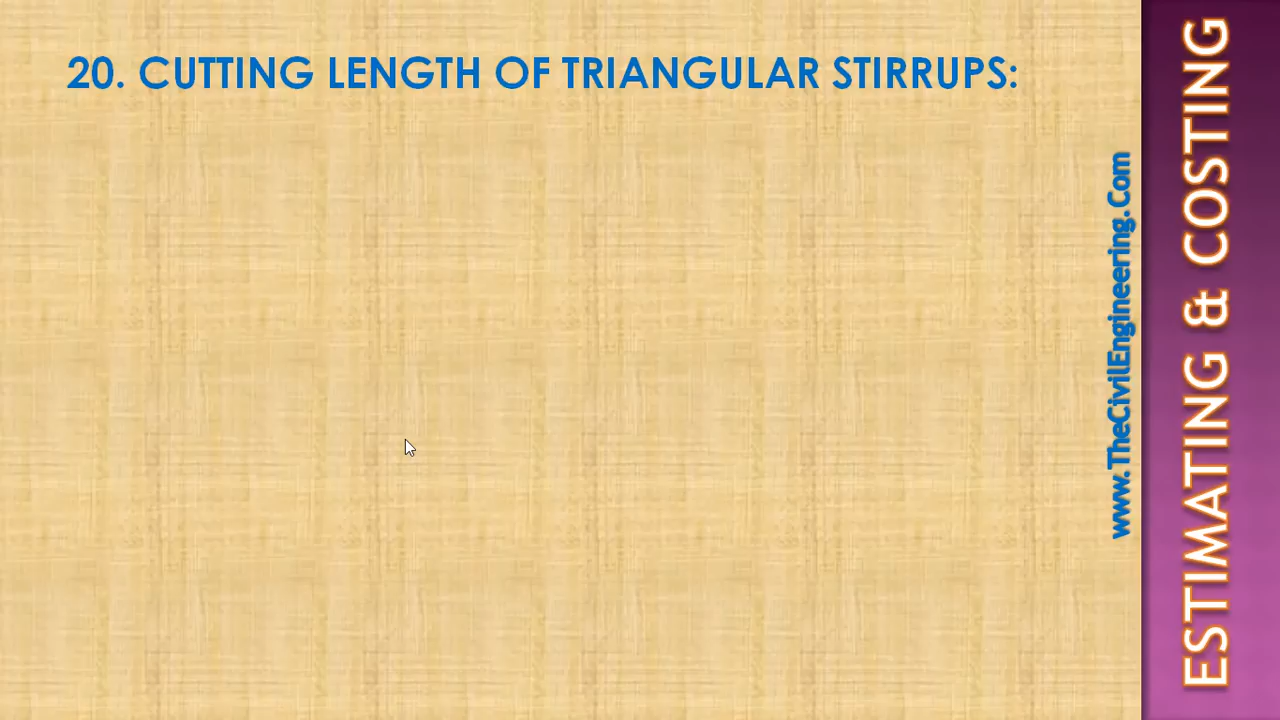 20. CUTTING LENGTH OF TRIANGULAR STIRRUPS:
www.TheCivilEngineering.Com
ESTIMATING & COSTING